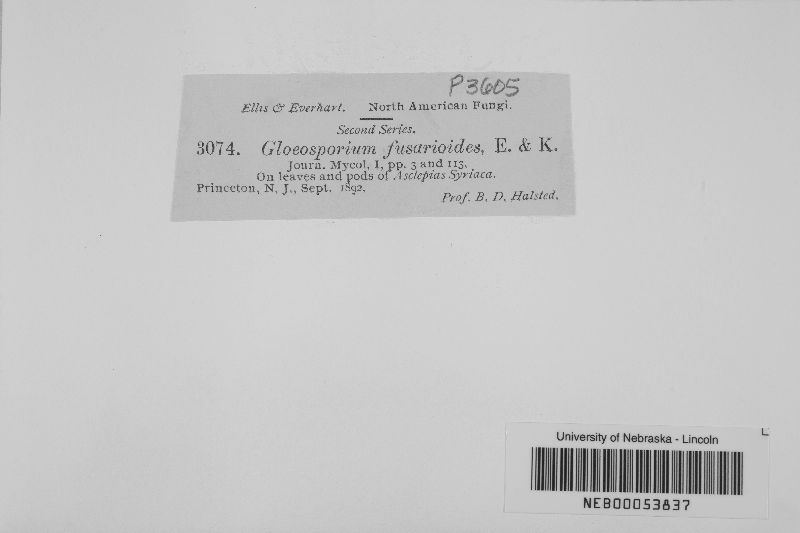 P3605
Ellis & Everhart. North American Fungi.
Second Series.
3074. Gloeosporium fusarioides, E. & K.
Journ. Mycol, I, pp. 3 and 113.
On leaves and pods of Asclepias Syriaca.
Princeton, N, J., Sept. 1892.
Prof. B. D. Halsted.
University of Nebraska - Lincoln
NEB00053837